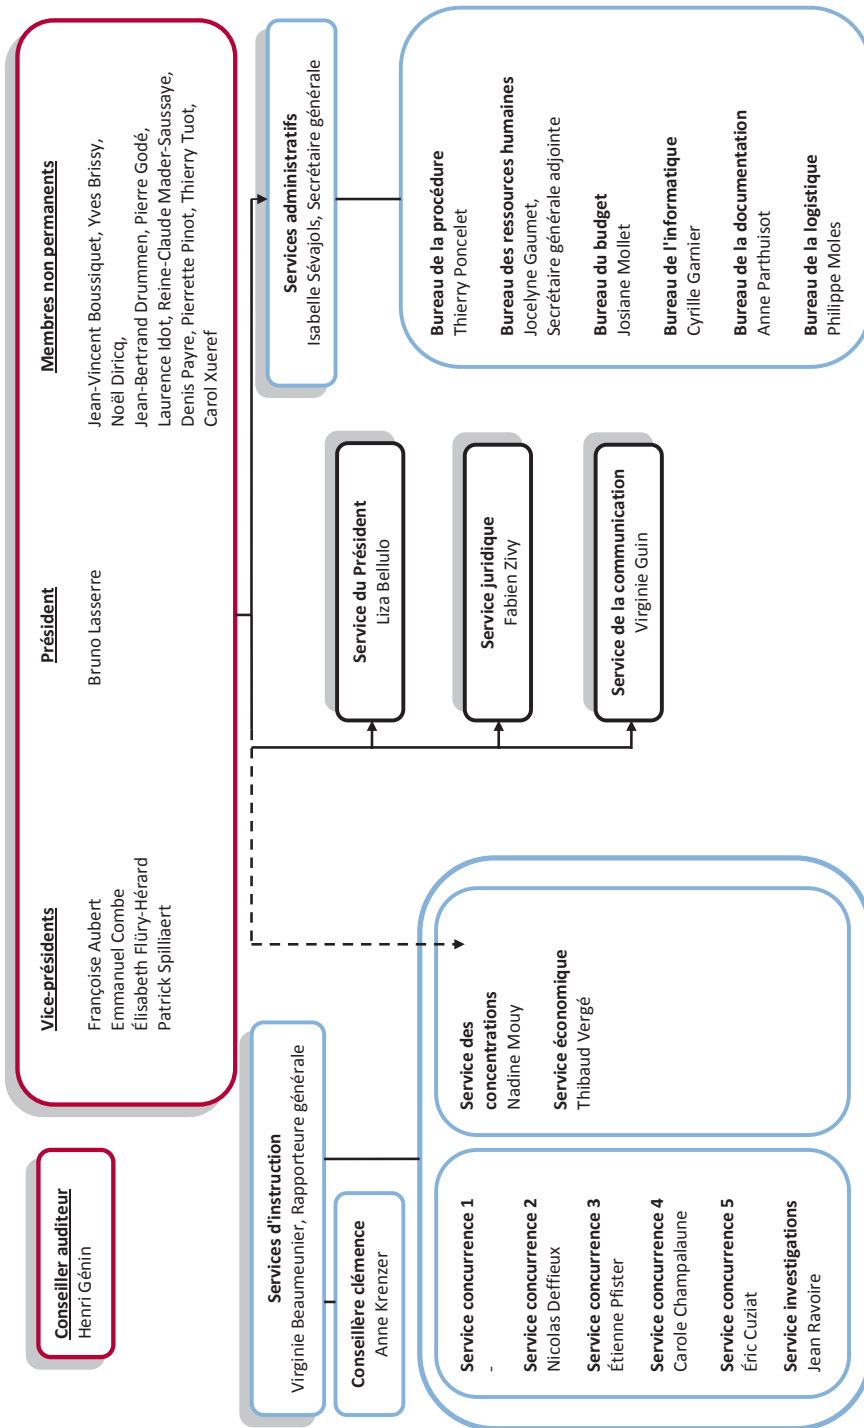 Conseiller auditeur
Henri Génin
Vice-présidents
Françoise Aubert
Emmanuel Combe
Élisabeth Flüry-Hérard
Patrick Spilliaert
Président
Bruno Lasserre
Membres non permanents
Jean-Vincent Boussiquet, Yves Brissy,
Noël Diricq,
Jean-Bertrand Drummen, Pierre Godé,
Laurence Idot, Reine-Claude Mader-Saussaye,
Denis Payre, Pierrette Pinot, Thierry Tuot,
Carol Xueref
Services d'instruction
Virginie Beaumeunier, Rapporteure générale
Conseillère clémence
Anne Krenzer
Service concurrence 1
-
Service concurrence 2
Nicolas Deffieux
Service concurrence 3
Étienne Pfister
Service concurrence 4
Carole Champalaune
Service concurrence 5
Éric Cuziat
Service investigations
Jean Ravoire
Service des
concentrations
Nadine Mouy
Service économique
Thibaud Vergé
Service du Président
Liza Bellulo
Service juridique
Fabien Zivy
Service de la communication
Virginie Guin
Services administratifs
Isabelle Sévajols, Secrétaire générale
Bureau de la procédure
Thierry Poncelet
Bureau des ressources humaines
Jocelyne Gaumet,
Secrétaire générale adjointe
Bureau du budget
Josiane Mollet
Bureau de l'informatique
Cyrille Garnier
Bureau de la documentation
Anne Parthuisot
Bureau de la logistique
Philippe Moles